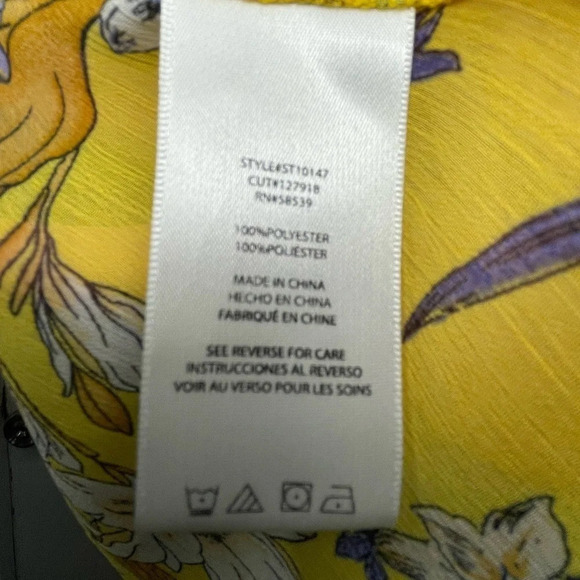 STYLE#ST10147
CUT#127918
RN#58539
100%POLYESTER
100%POLIÉSTER
MADE IN CHINA
HECHO EN CHINA
FABRIQUÉ EN CHINE
SEE REVERSE FOR CARE
INSTRUCCIONES AL REVERSO
VOIR AU VERSO POUR LES SOINS